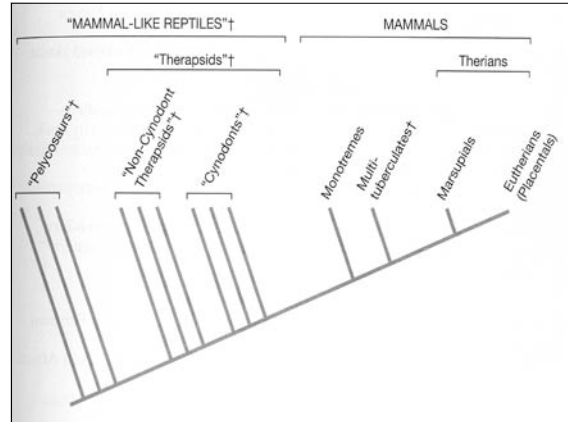 “MAMMAL-LIKE REPTILES”†
MAMMALS
“Therapsids”†
Therians
“Pelycosaurs”†
“Non-Cynodont
Therapsids”†
“Cynodonts”†
Monotremes
Multi-
tuberculates†
Marsupials
Eutherians
(Placentals)